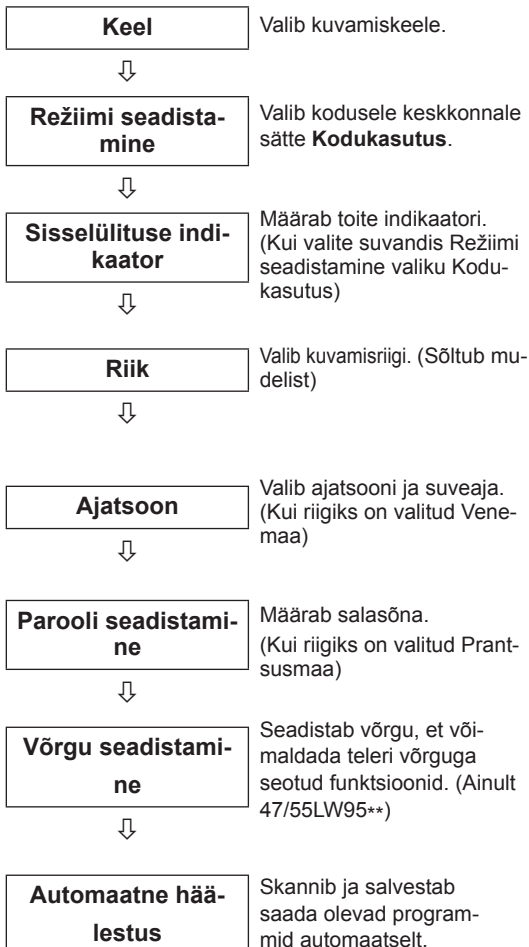 Keel
Valib kuvamiskeele.
⇩
Režiimi seadista-
mine
Valib kodusele keskkonnale
sätte Kodukasutus.
⇩
Sisselülituse indi-
kaator
Määrab toite indikaatori.
(Kui valite suvandis Režiimi
seadistamine valiku Kodu-
kasutus)
⇩
Riik
Valib kuvamisriigi. (Sõltub mu-
delist)
⇩
Ajatsoon
Valib ajatsooni ja suveaja.
(Kui riigiks on valitud Vene-
maa)
⇩
Parooli seadistami-
ne
Määrab salasõna.
(Kui riigiks on valitud Prant-
susmaa)
⇩
Võrgu seadistami-
ne
Seadistab võrgu, et või-
maldada teleri võrguga
seotud funktsioonid. (Ainult
47/55LW95**)
⇩
Automaatne hää-
lestus
Skannib ja salvestab
saada olevad program-
mid automaatselt.